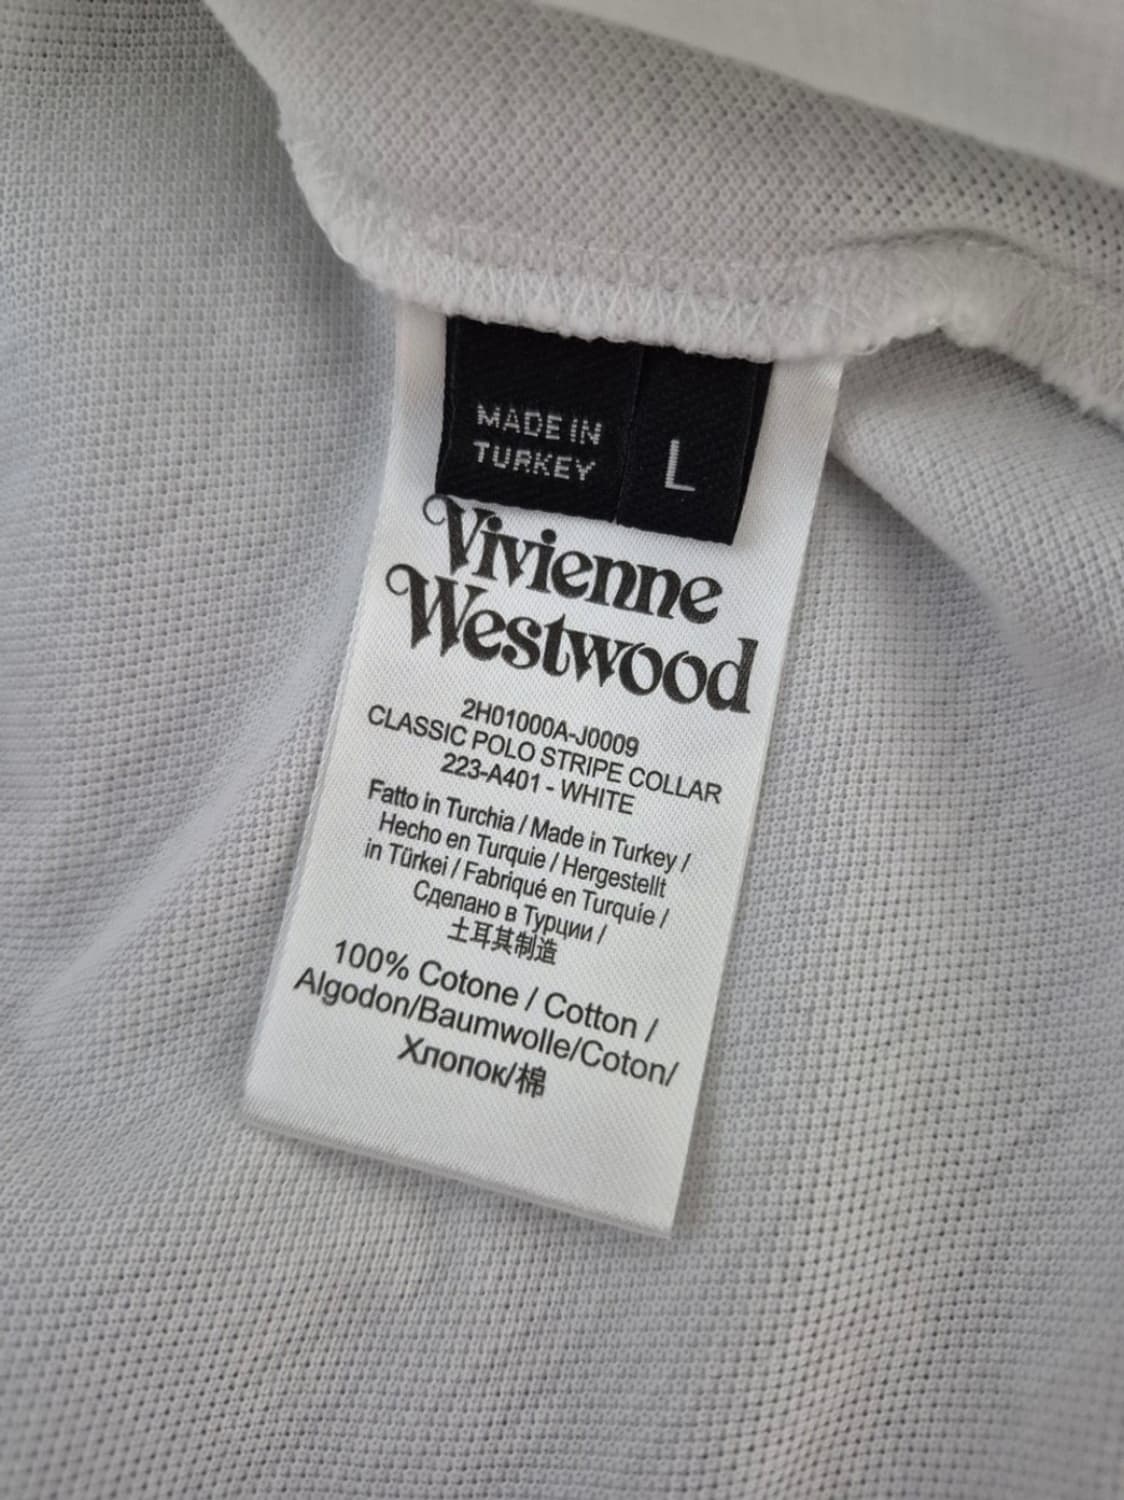 MADE IN
TURKEY
L
Vivienne
Westwood
2H01000A-J0009
CLASSIC POLO STRIPE COLLAR
223-A401 - WHITE
Fatto in Turchia / Made in Turkey /
Hecho en Turquie / Hergestellt
in Türkei / Fabriqué en Turquie /
Сделано в Турции /
土耳其制造
100% Cotone / Cotton /
Algodon/Baumwolle/Coton/
Хлопок/棉